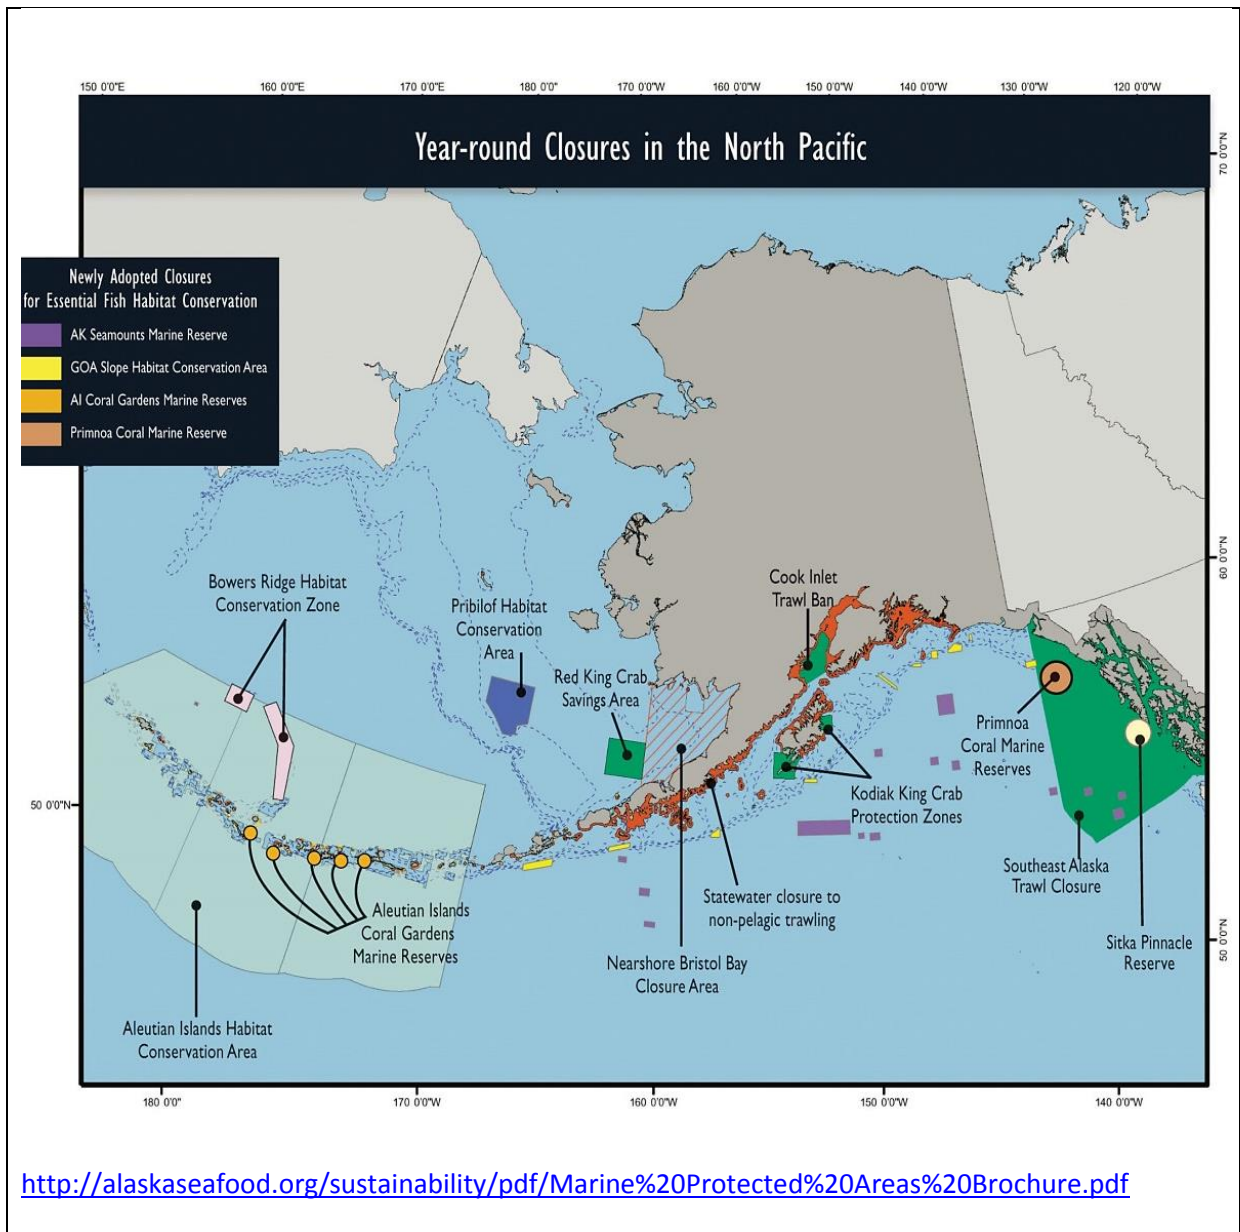 150 0'0"E
160 0'0"E
170 0'0"E
180 0'0"
170 0'0"W
160 0'0"W
150 0'0"W
140 0'0"W
130 0'0"W
120 0'0"W
Year-round Closures in the North Pacific
70 0'0"N
Newly Adopted Closures
for Essential Fish Habitat Conservation
AK Seamounts Marine Reserve
GOA Slope Habitat Conservation Area
AI Coral Gardens Marine Reserves
Primnoa Coral Marine Reserve
60 0'0"N
Bowers Ridge Habitat
Conservation Zone
Pribilof Habitat
Conservation
Area
Red King Crab
Savings Area
Cook Inlet
Trawl Ban
Primnoa
Coral Marine
Reserves
Kodiak King Crab
Protection Zones
50 0'0"N
Southeast Alaska
Trawl Closure
Statewater closure to
non-pelagic trawling
Aleutian Islands
Coral Gardens
Marine Reserves
Nearshore Bristol Bay
Closure Area
Sitka Pinnacle
Reserve
50 0'0"N
Aleutian Islands Habitat
Conservation Area
180 0'0"
170 0'0"W
160 0'0"W
150 0'0"W
140 0'0"W
http://alaskaseafood.org/sustainability/pdf/Marine%20Protected%20Areas%20Brochure.pdf